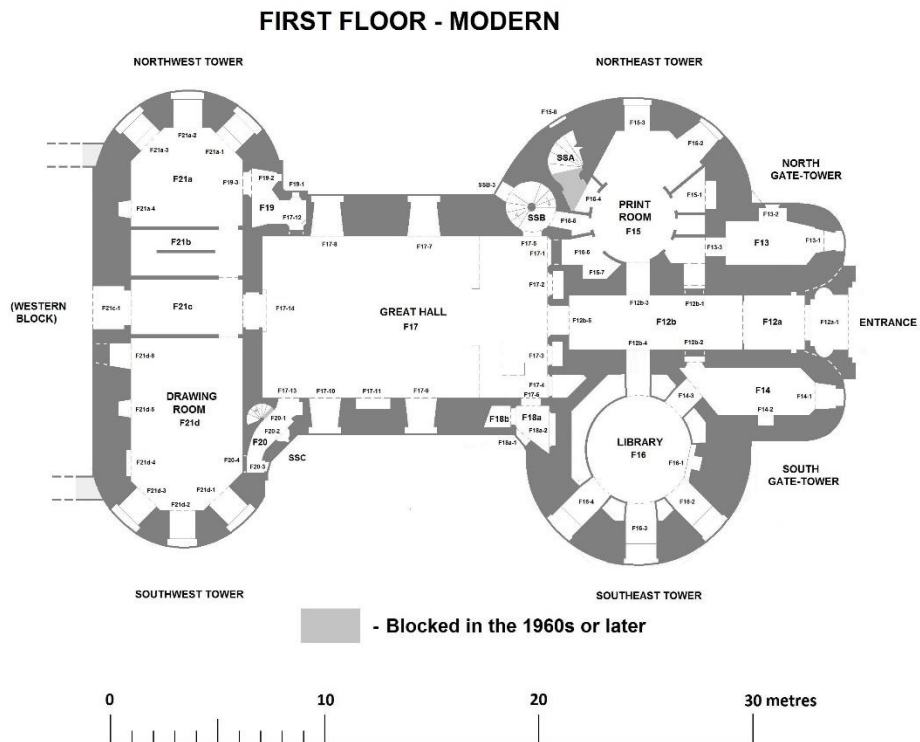 FIRST FLOOR - MODERN
NORTHWEST TOWER
NORTHEAST TOWER
F15-8
F15-3
F21a-2
F21a-3
F21a-1
F15-2
SSA
NORTH
GATE-TOWER
F21a
F19-3
F19-2
F19-1
SSB-3
F15-4
F15-1
F21a-4
F19
F17-12
SSB
PRINT
ROOM
F15
F15-5
F13-2
F13
F13-1
F21b
F17-8
F17-7
F17-5
F17-1
F15-6
F13-3
F15-7
F17-2
(WESTERN
BLOCK)
F21c-1
F21c
F17-14
GREAT HALL
F17
F12b-3
F12b-1
F12b-5
F12b
F12a
F12a-1
ENTRANCE
F12b-4
F12b-2
F21d-6
F17-3
DRAWING
ROOM
F21d
F17-13
F17-10
F17-11
F17-9
F17-4
F17-6
F14
F14-1
F14-3
F14-2
F21d-5
F20-1
F20-2
F20
F18b
F18a
F18a-2
F18a-1
LIBRARY
F16
F21d-4
F20-4
F20-3
SSC
F16-1
SOUTH
GATE-TOWER
F21d-3
F21d-1
F21d-2
F16-4
F16-2
F16-3
SOUTHWEST TOWER
SOUTHEAST TOWER
- Blocked in the 1960s or later
0
10
20
30 metres